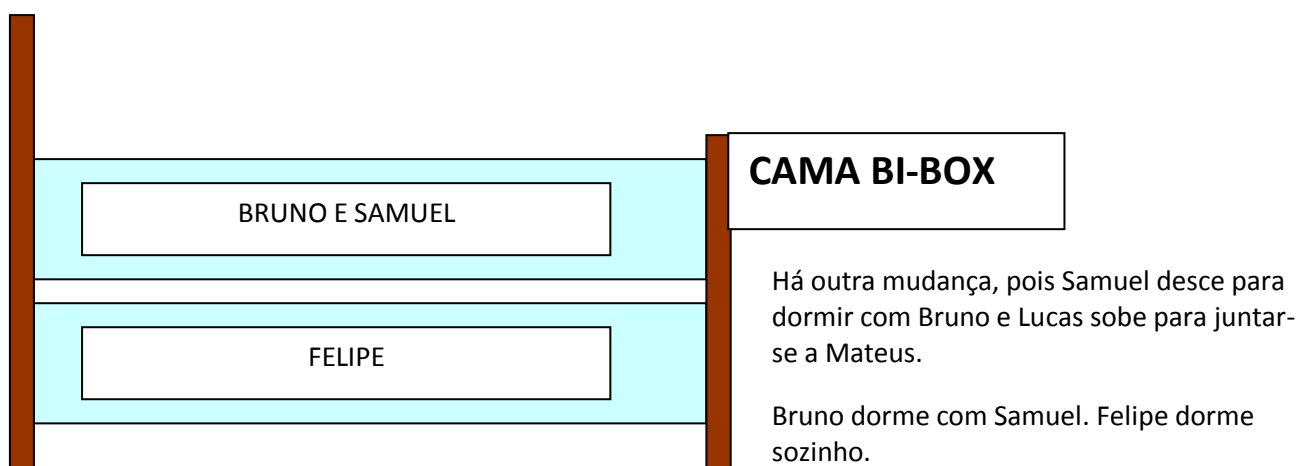 BRUNO E SAMUEL
FELIPE
CAMA BI-BOX
Há outra mudança, pois Samuel desce para
dormir com Bruno e Lucas sobe para juntar-
se a Mateus.
Bruno dorme com Samuel. Felipe dorme
sozinho.